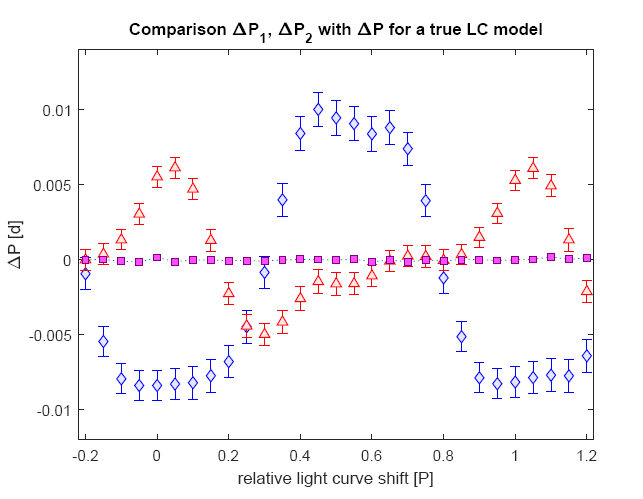 Comparison ΔP1, ΔP2 with ΔP for a true LC model
ΔP [d]
0.01
0.005
0
-0.005
-0.01
-0.2 0 0.2 0.4 0.6 0.8 1 1.2
relative light curve shift [P]